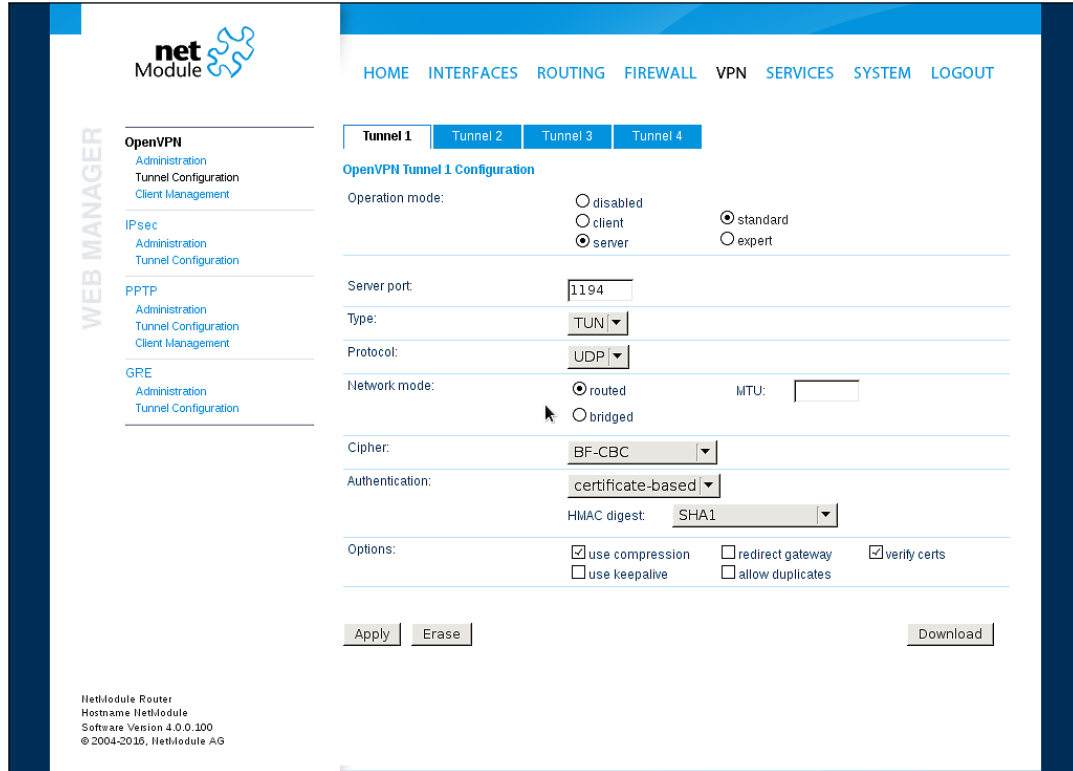 net
Module
HOME INTERFACES ROUTING FIREWALL VPN SERVICES SYSTEM LOGOUT
WEB MANAGER
OpenVPN
Administration
Tunnel Configuration
Client Management
IPsec
Administration
Tunnel Configuration
PPTP
Administration
Tunnel Configuration
Client Management
GRE
Administration
Tunnel Configuration
Tunnel 1 Tunnel 2 Tunnel 3 Tunnel 4
OpenVPN Tunnel 1 Configuration
Operation mode:
disabled
client
server
standard
expert
Server port: 1194
Type: TUN
Protocol: UDP
Network mode: routed MTU:
bridged
Cipher: BF-CBC
Authentication: certificate-based
HMAC digest: SHA1
Options: use compression redirect gateway verify certs
use keepalive allow duplicates
Apply Erase Download
NetModule Router
Hostname NetModule
Software Version 4.0.0.100
© 2004-2016, NetModule AG